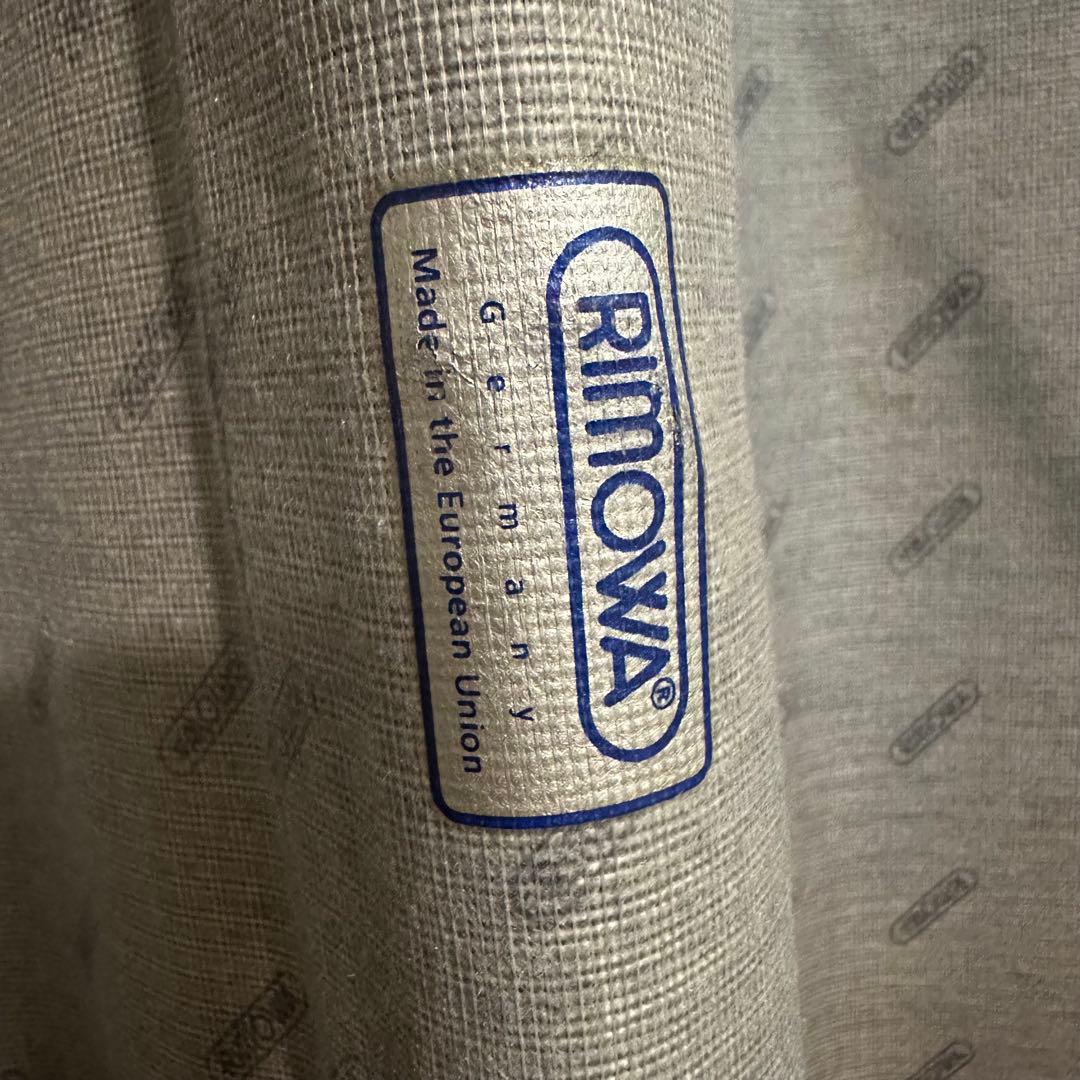 RIMOWA®
Germany
Made in the European Union